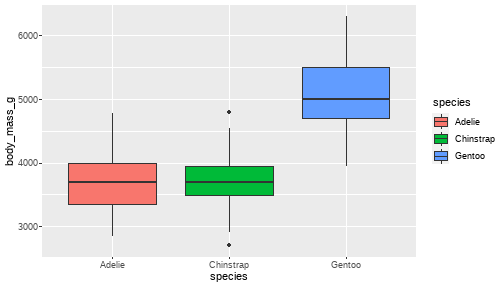 body_mass_g
6000
5000
4000
3000
Adelie
Chinstrap
Gentoo
species
species
Adelie
Chinstrap
Gentoo